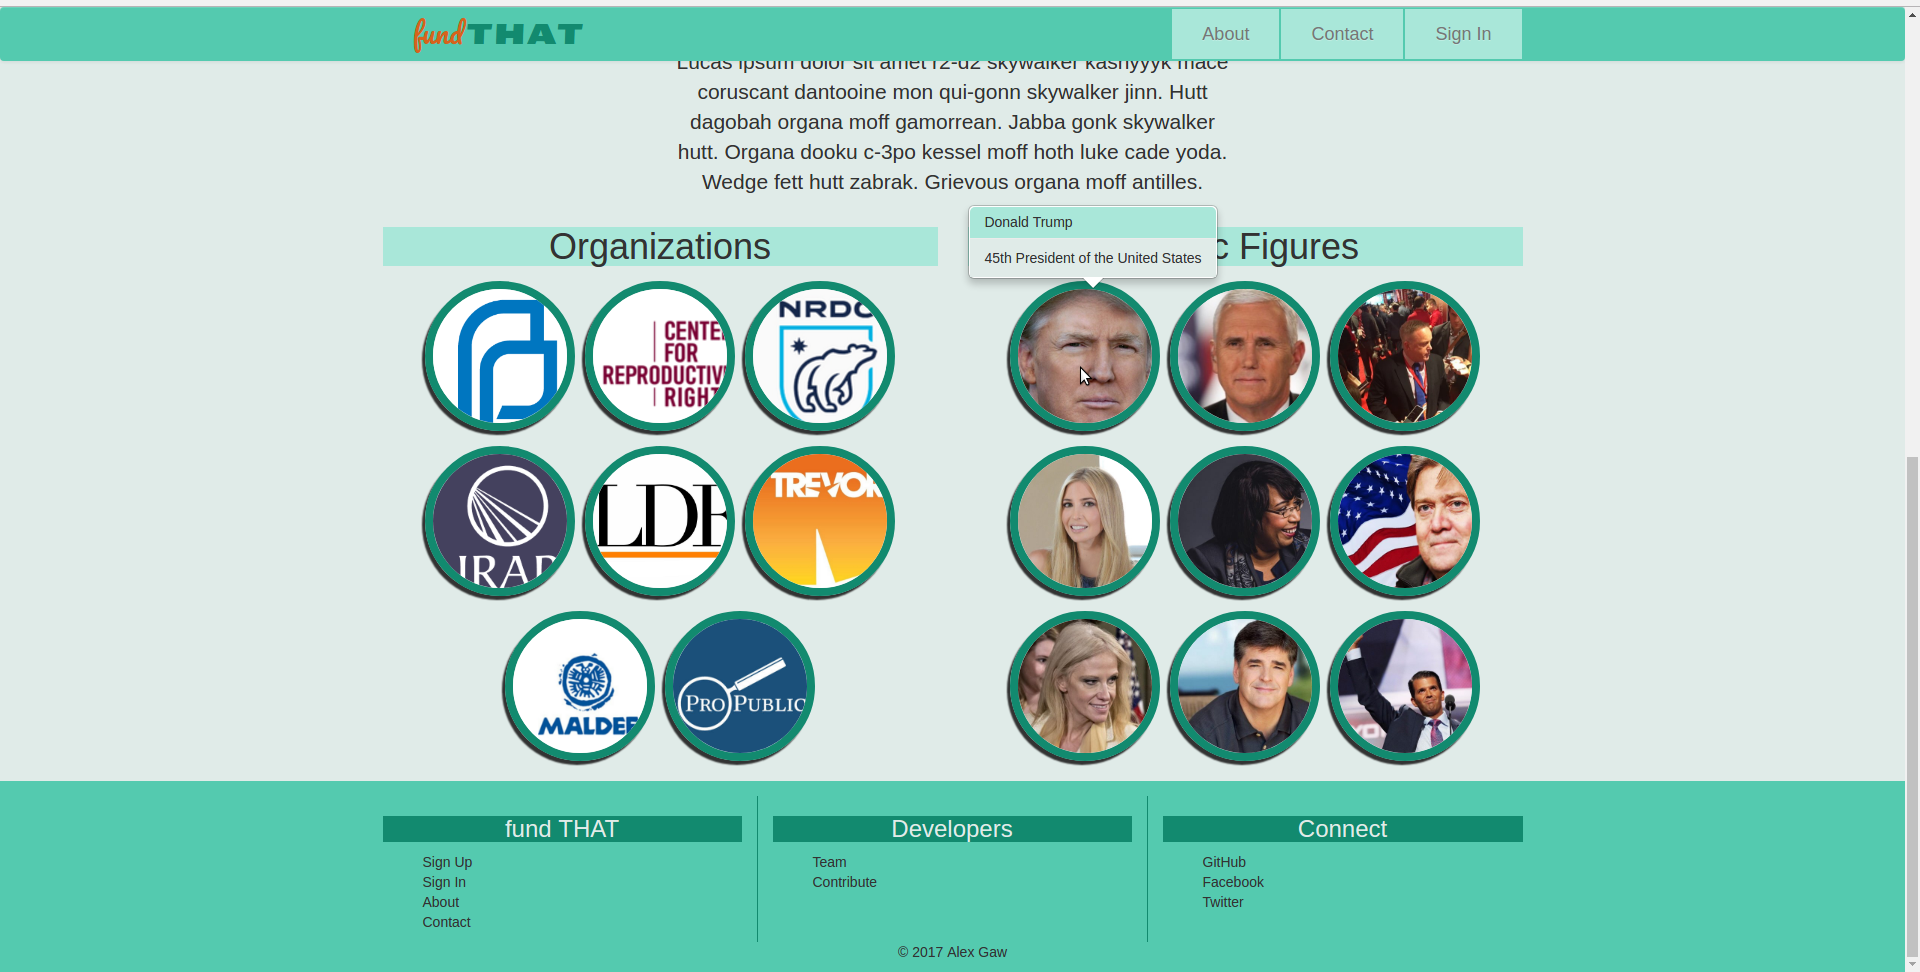 fundTHAT
About
Contact
Sign In
Lucas ipsum dolor sit amet r2-d2 skywalker kashyyyk mace
coruscant dantooine mon qui-gonn skywalker jinn. Hutt
dagobah organa moff gamorrean. Jabba gonk skywalker
hutt. Organa dooku c-3po kessel moff hoth luke cade yoda.
Wedge fett hutt zabrak. Grievous organa moff antilles.
Donald Trump
45th President of the United States
Organizations
c Figures
NRDC
CENTE
FOR
REPRODUCTIV
RIGHT
IRAP
LDF
TREVOR
MALDEF
PROPUBLIC
fund THAT
Developers
Connect
Sign Up
Sign In
About
Contact
Team
Contribute
GitHub
Facebook
Twitter
© 2017 Alex Gaw